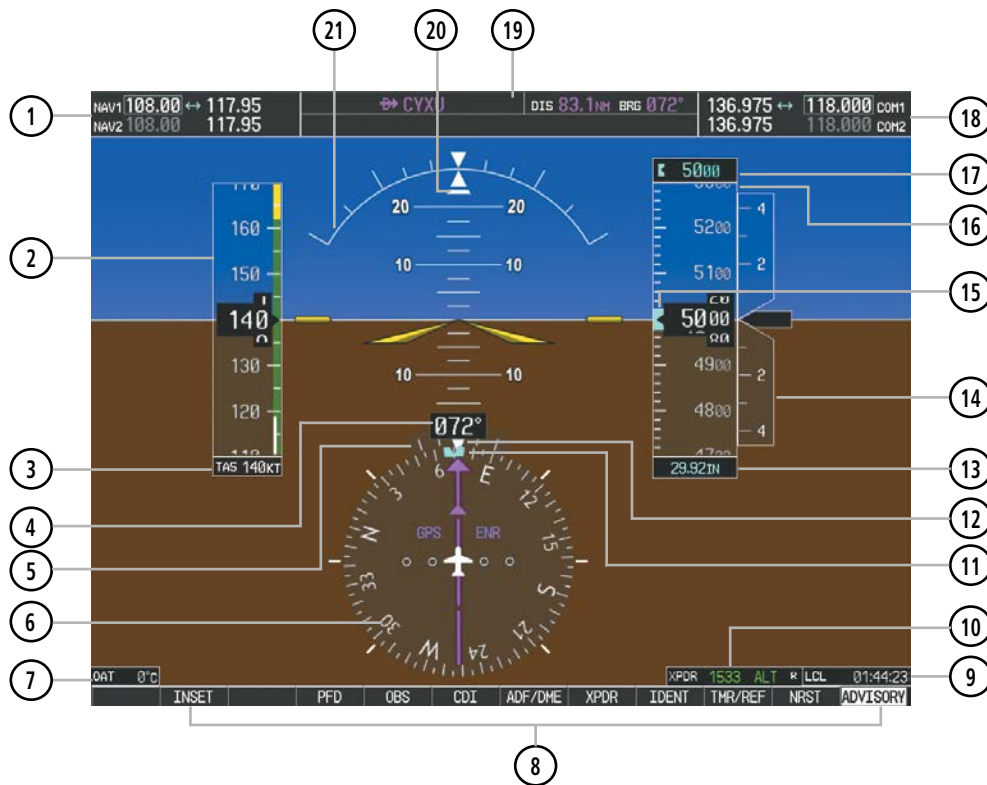 21 20 19
1 NAV1 108.00 ↔ 117.95 D→ CYXU DIS 83.1NM BRG 072° 136.975 ↔ 118.000 COM1
NAV2 108.00 117.95 136.975 118.000 COM2 18
5000 17
20 20 4 16
2 160 5200
150 10 10 5100 2
15
140 5000
20
80
130 10 10 4900 2
120 4800 4 14
072°
3 TAS 140KT 29.92IN 13
6 E
3 12
4 12
N GPS ENR 15
5 11
33 S
6 30 21
W 24 10
7 OAT 0°C XPDR 1533 ALT R LCL 01:44:23 9
INSET PFD OBS CDI ADF/DME XPDR IDENT TMR/REF NRST ADVISORY
8